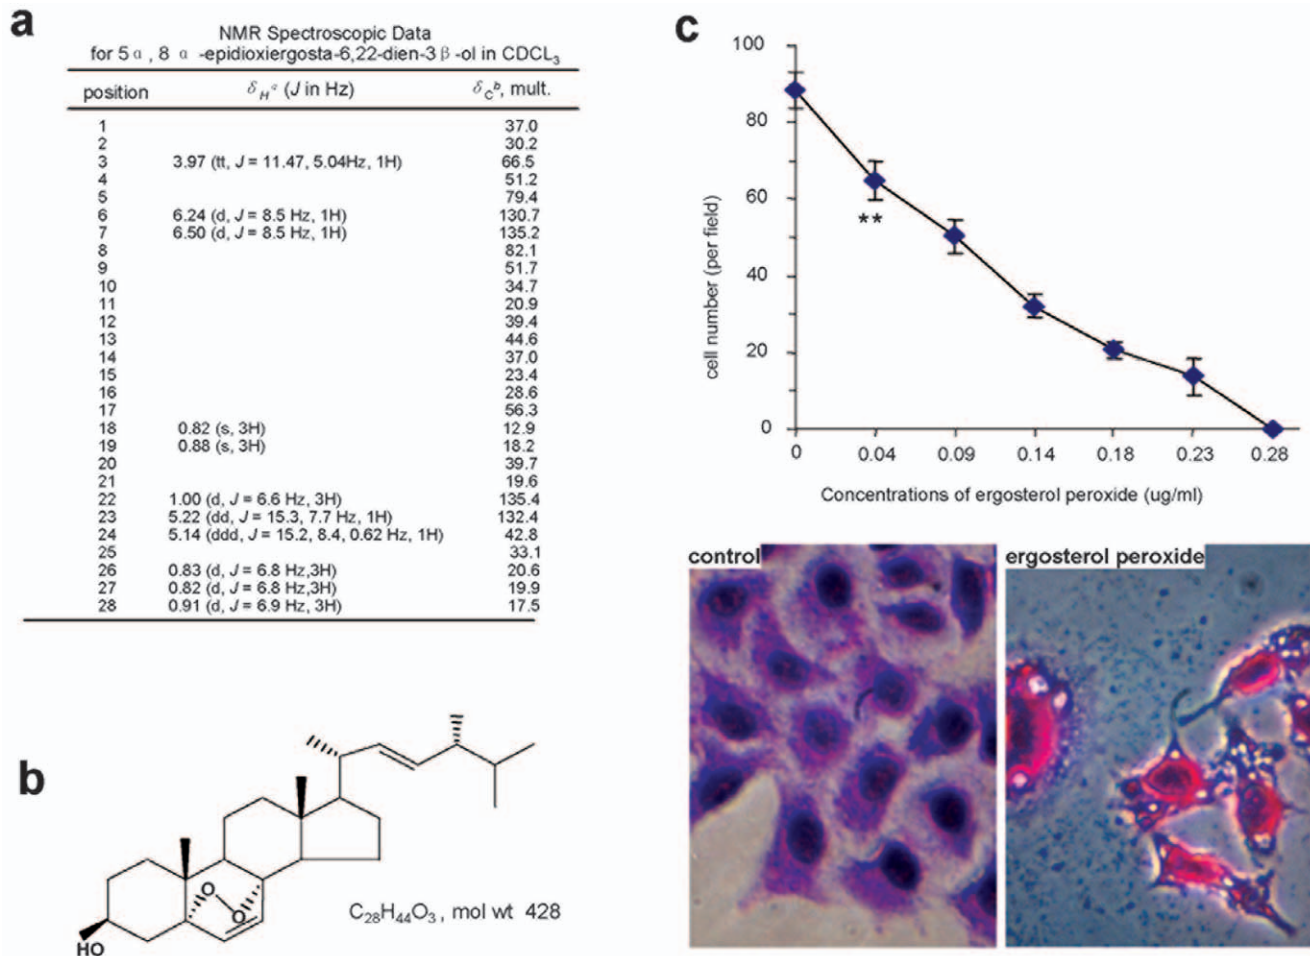 a
NMR Spectroscopic Data
for 5 α , 8 α -epidioxiergosta-6,22-dien-3 β -ol in CDCL₃
position δ_H^a (J in Hz) δ_C^b, mult.
1 37.0
2 30.2
3 3.97 (tt, J = 11.47, 5.04Hz, 1H) 66.5
4 51.2
5 79.4
6 6.24 (d, J = 8.5 Hz, 1H) 130.7
7 6.50 (d, J = 8.5 Hz, 1H) 135.2
8 82.1
9 51.7
10 34.7
11 20.9
12 39.4
13 44.6
14 37.0
15 23.4
16 28.6
17 56.3
18 0.82 (s, 3H) 12.9
19 0.88 (s, 3H) 18.2
20 39.7
21 19.6
22 1.00 (d, J = 6.6 Hz, 3H) 135.4
23 5.22 (dd, J = 15.3, 7.7 Hz, 1H) 132.4
24 5.14 (ddd, J = 15.2, 8.4, 0.62 Hz, 1H) 42.8
25 33.1
26 0.83 (d, J = 6.8 Hz,3H) 20.6
27 0.82 (d, J = 6.8 Hz,3H) 19.9
28 0.91 (d, J = 6.9 Hz, 3H) 17.5
b
O
O
HO
C₂₈H₄₄O₃ , mol wt 428
c
100
80
60
40
20
0
cell number (per field)
**
0 0.04 0.09 0.14 0.18 0.23 0.28
Concentrations of ergosterol peroxide (ug/ml)
control
ergosterol peroxide